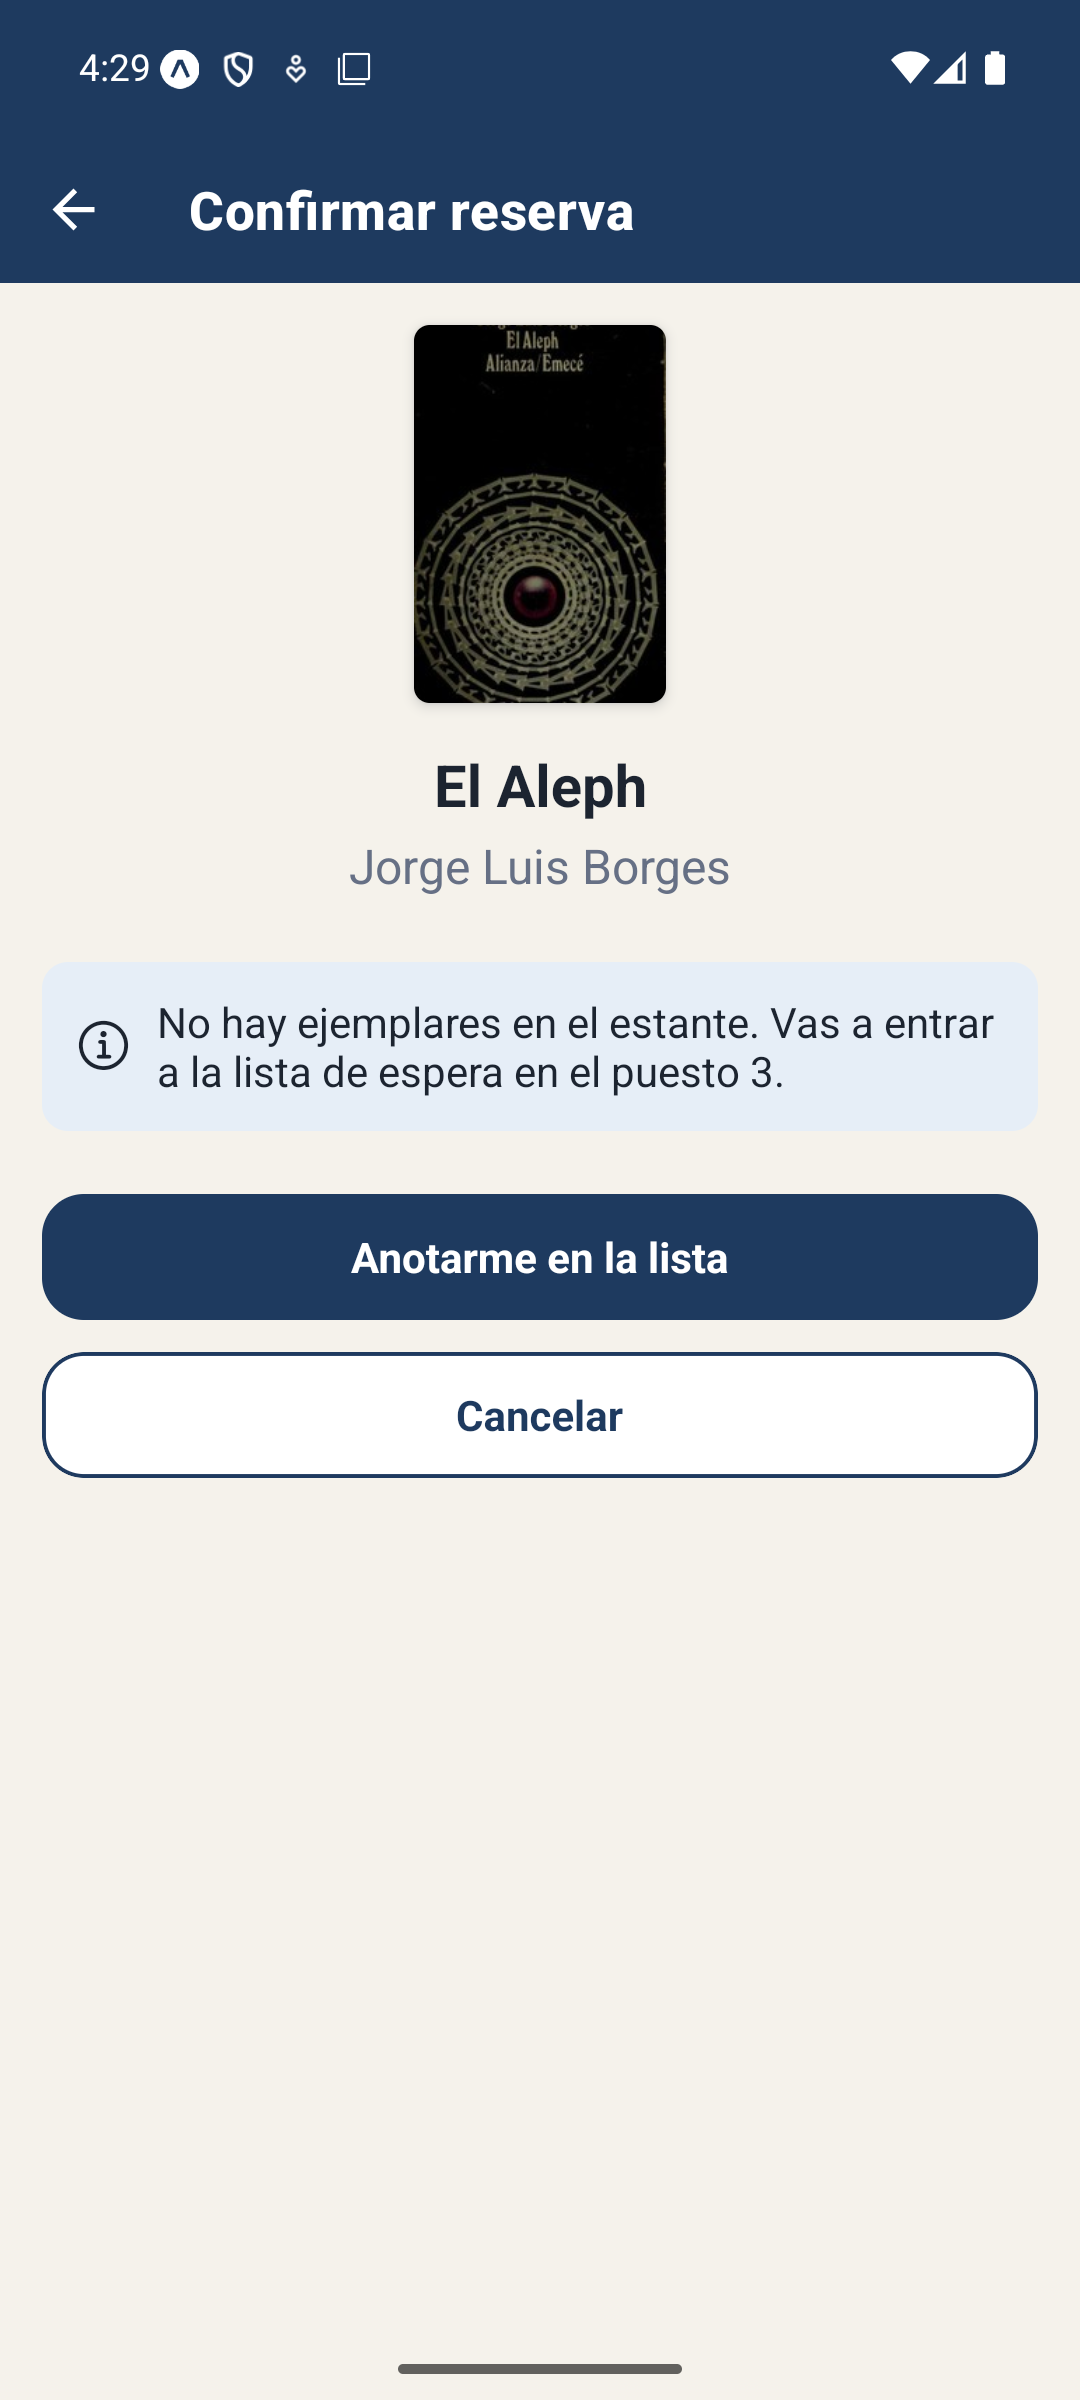 4:29
Confirmar reserva
El Aleph
Alianza/Emecé
El Aleph
Jorge Luis Borges
No hay ejemplares en el estante. Vas a entrar
a la lista de espera en el puesto 3.
Anotarme en la lista
Cancelar